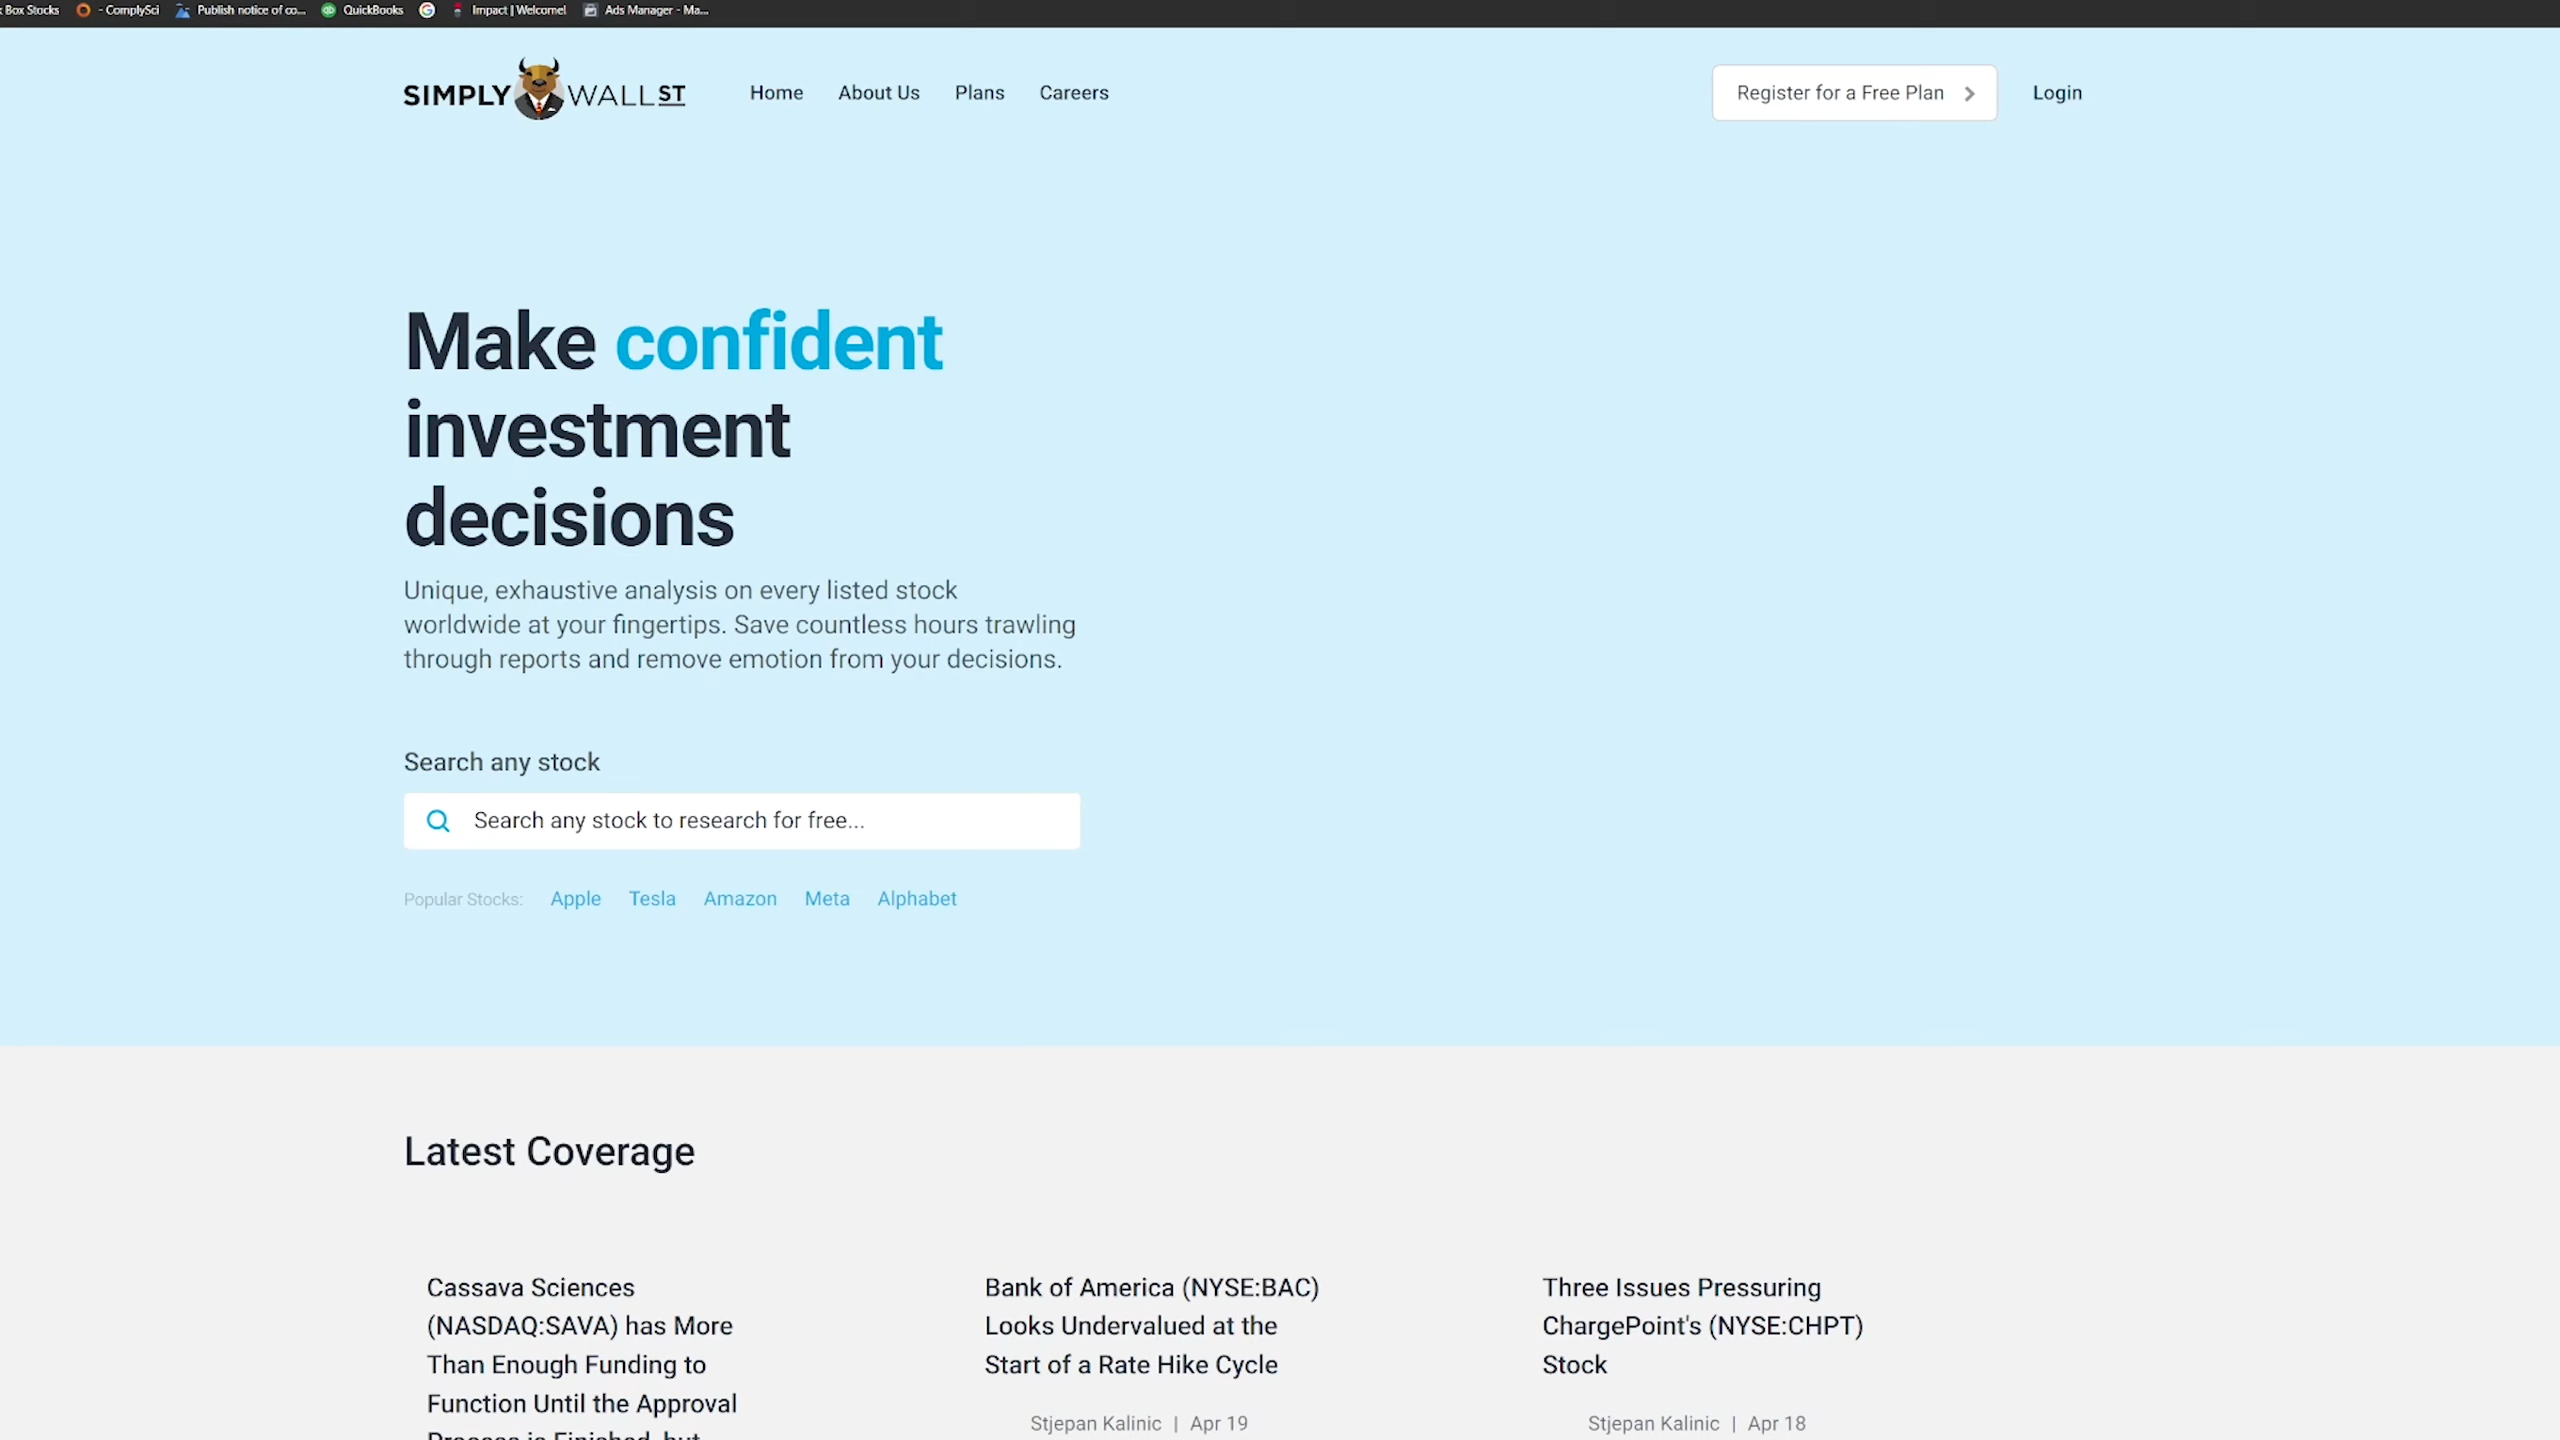 Box Stocks - ComplySci Publish notice of co... QuickBooks Impact | Welcome! Ads Manager - Ma...
SIMPLY WALL ST Home About Us Plans Careers Register for a Free Plan Login
Make confident
investment
decisions
Unique, exhaustive analysis on every listed stock
worldwide at your fingertips. Save countless hours trawling
through reports and remove emotion from your decisions.
Search any stock
Search any stock to research for free...
Popular Stocks: Apple Tesla Amazon Meta Alphabet
Latest Coverage
Cassava Sciences
(NASDAQ:SAVA) has More
Than Enough Funding to
Function Until the Approval
Process is Finished, but
Bank of America (NYSE:BAC)
Looks Undervalued at the
Start of a Rate Hike Cycle
Stjepan Kalinic | Apr 19
Three Issues Pressuring
ChargePoint's (NYSE:CHPT)
Stock
Stjepan Kalinic | Apr 18